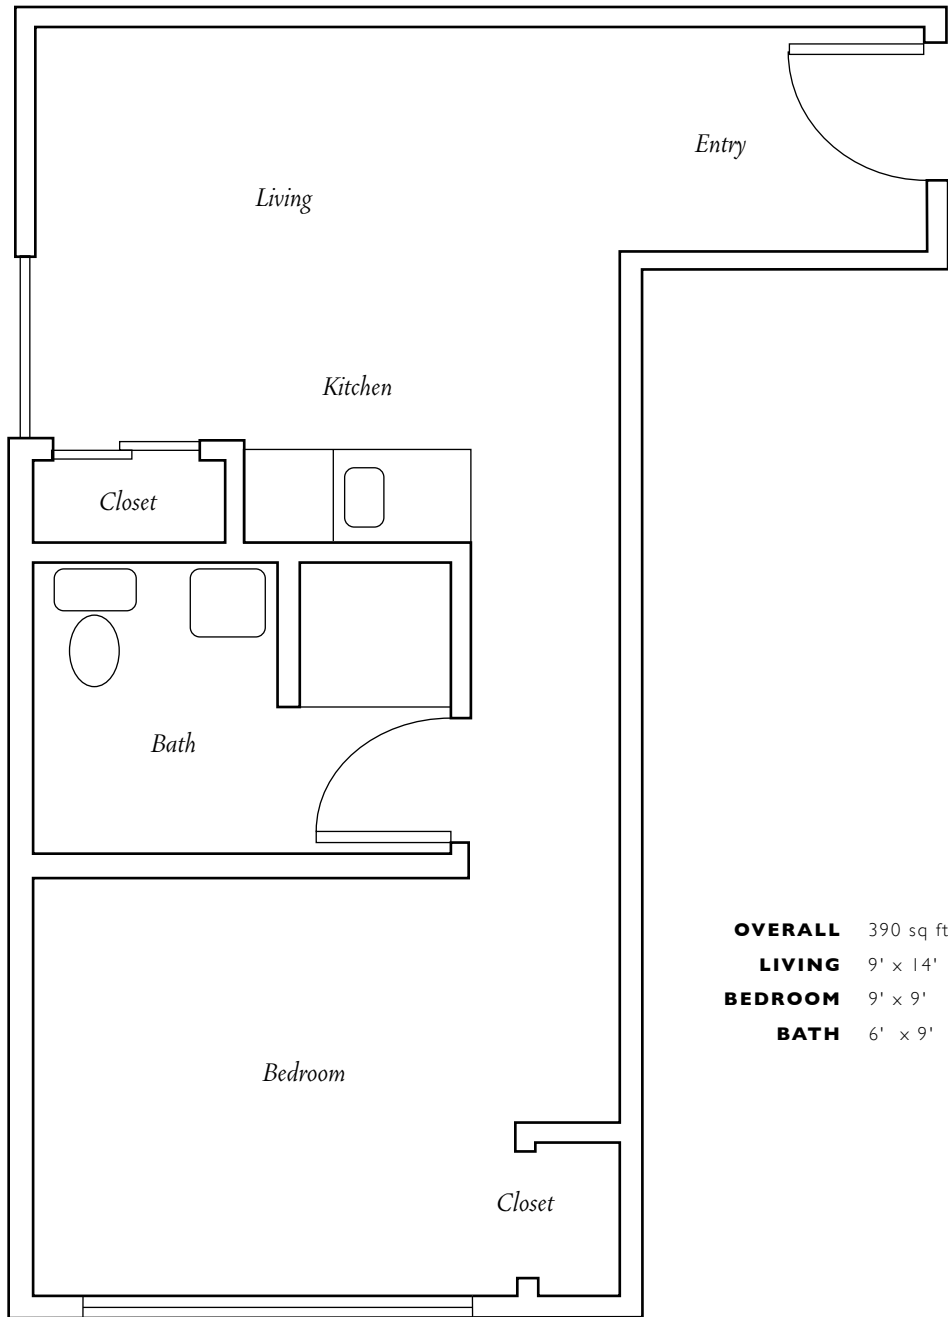 Entry
Living
Kitchen
Closet
Bath
OVERALL 390 sq ft
LIVING 9' x 14'
BEDROOM 9' x 9'
BATH 6' x 9'
Bedroom
Closet